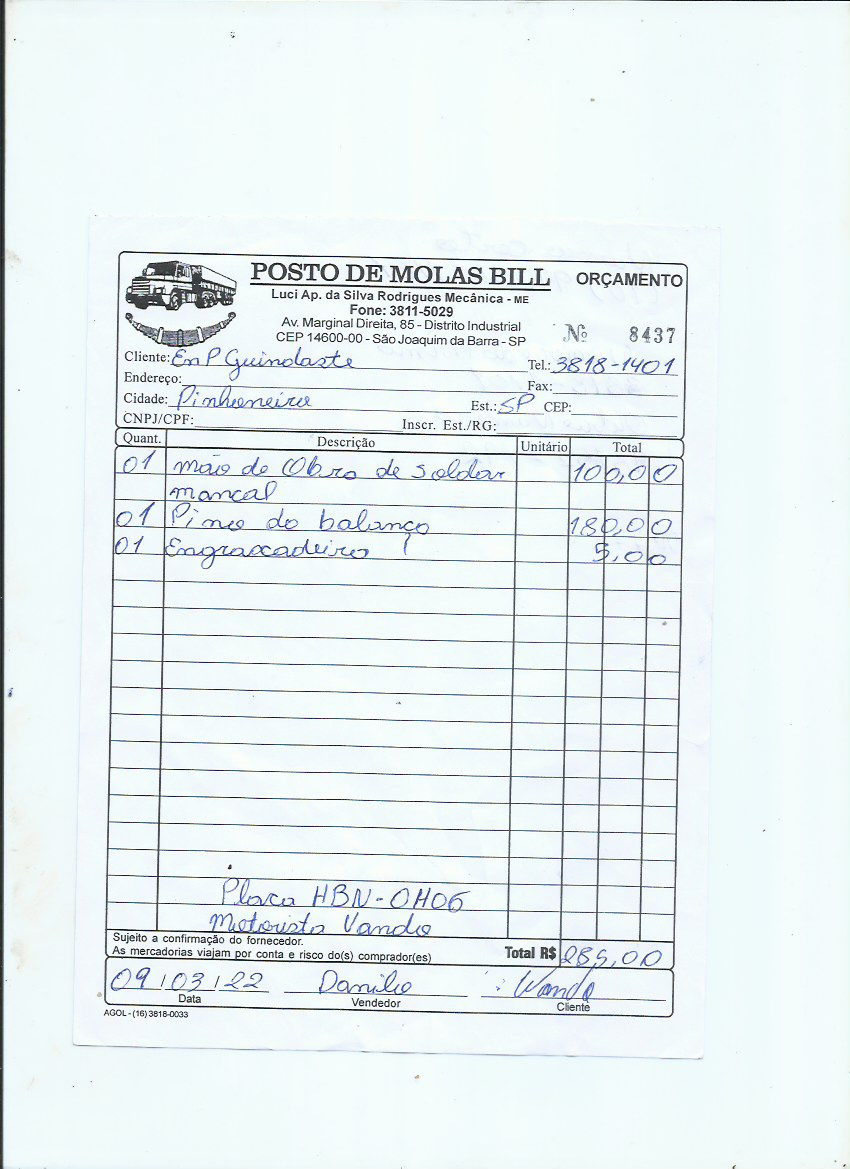 POSTO DE MOLAS BILL ORÇAMENTO
Luci Ap. da Silva Rodrigues Mecânica - ME
Fone: 3811-5029
Av. Marginal Direita, 85 - Distrito Industrial
CEP 14600-00 - São Joaquim da Barra - SP
Nº 8437
Cliente: EnP Guindaste Tel.: 3818-1401
Endereço: Fax:
Cidade: Pinheneiro Est.: SP CEP:
CNPJ/CPF: Inscr. Est./RG:
Quant. Descrição Unitário Total
01 mão de Obra de soldar 100,00
mancal
01 Pino do balanço 180,00
01 Engraxadeira 5,00
Placa HBN-0H06
Motorista Vando
Sujeito a confirmação do fornecedor.
As mercadorias viajam por conta e risco do(s) comprador(es) Total R$ 285,00
09/03/22 Danilo Wando
Data Vendedor Cliente
AGOL - (16) 3818-0033